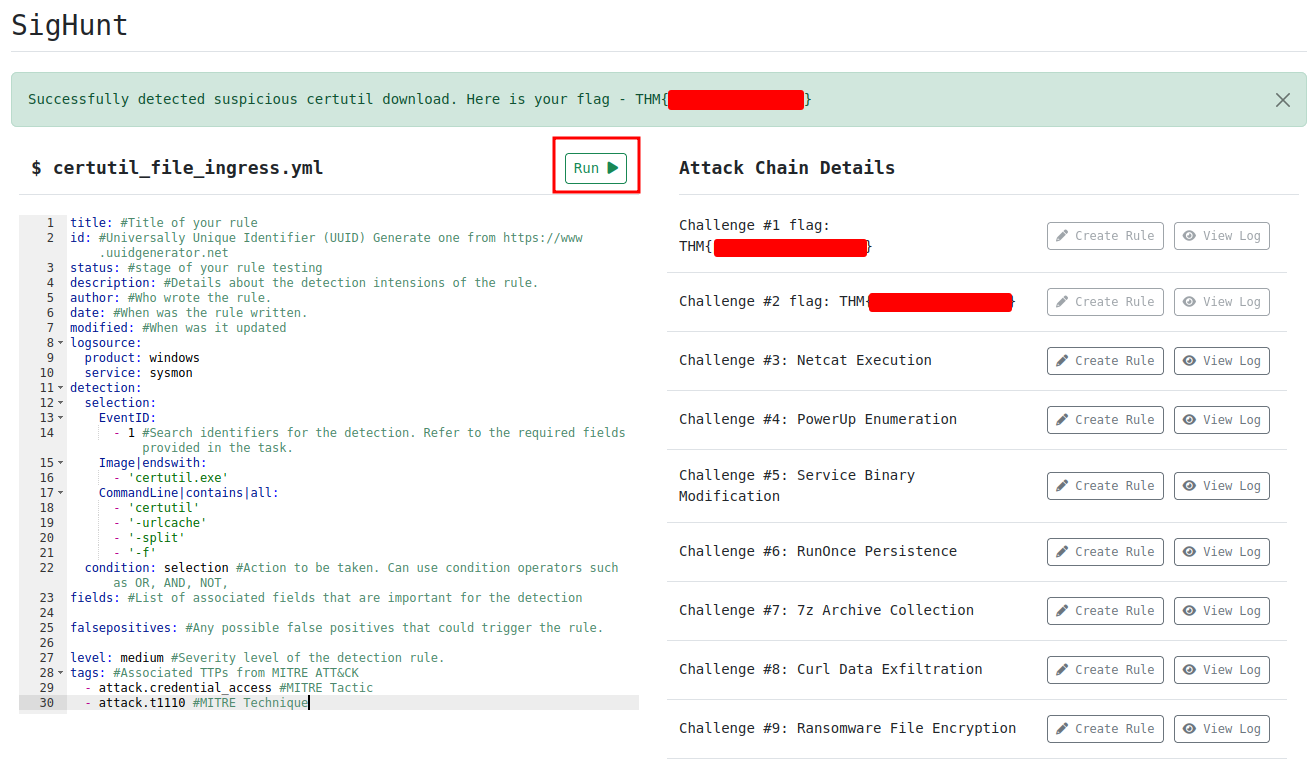 SigHunt
Successfully detected suspicious certutil download. Here is your flag - THM{ }
$ certutil_file_ingress.yml
Run
1 title: #Title of your rule
2 id: #Universally Unique Identifier (UUID) Generate one from https://www
.uuidgenerator.net
3 status: #stage of your rule testing
4 description: #Details about the detection intensions of the rule.
5 author: #Who wrote the rule.
6 date: #When was the rule written.
7 modified: #When was it updated
8 logsource:
9 product: windows
10 service: sysmon
11 detection:
12 selection:
13 EventID:
14 - 1 #Search identifiers for the detection. Refer to the required fields
provided in the task.
15 Image|endswith:
16 - 'certutil.exe'
17 CommandLine|contains|all:
18 - 'certutil'
19 - '-urlcache'
20 - '-split'
21 - '-f'
22 condition: selection #Action to be taken. Can use condition operators such
as OR, AND, NOT,
23 fields: #List of associated fields that are important for the detection
24
25 falsepositives: #Any possible false positives that could trigger the rule.
26
27 level: medium #Severity level of the detection rule.
28 tags: #Associated TTPs from MITRE ATT&CK
29 - attack.credential_access #MITRE Tactic
30 - attack.t1110 #MITRE Technique
Attack Chain Details
Challenge #1 flag:
THM{ }
Create Rule
View Log
Challenge #2 flag: THM{ }
Create Rule
View Log
Challenge #3: Netcat Execution
Create Rule
View Log
Challenge #4: PowerUp Enumeration
Create Rule
View Log
Challenge #5: Service Binary
Modification
Create Rule
View Log
Challenge #6: RunOnce Persistence
Create Rule
View Log
Challenge #7: 7z Archive Collection
Create Rule
View Log
Challenge #8: Curl Data Exfiltration
Create Rule
View Log
Challenge #9: Ransomware File Encryption
Create Rule
View Log